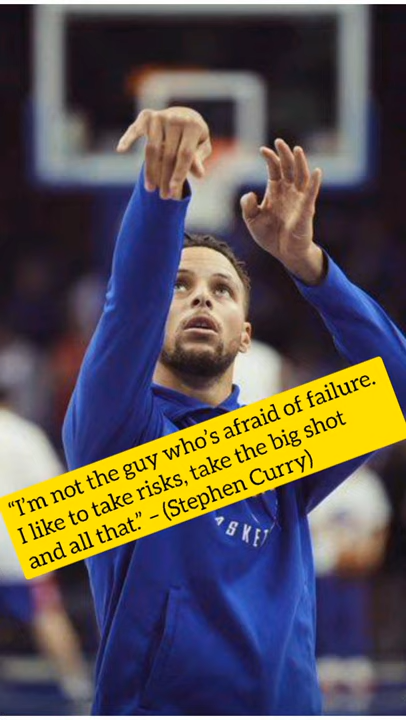 “I’m not the guy who’s afraid of failure.
I like to take risks, take the big shot
and all that.” – (Stephen Curry)
ASKET